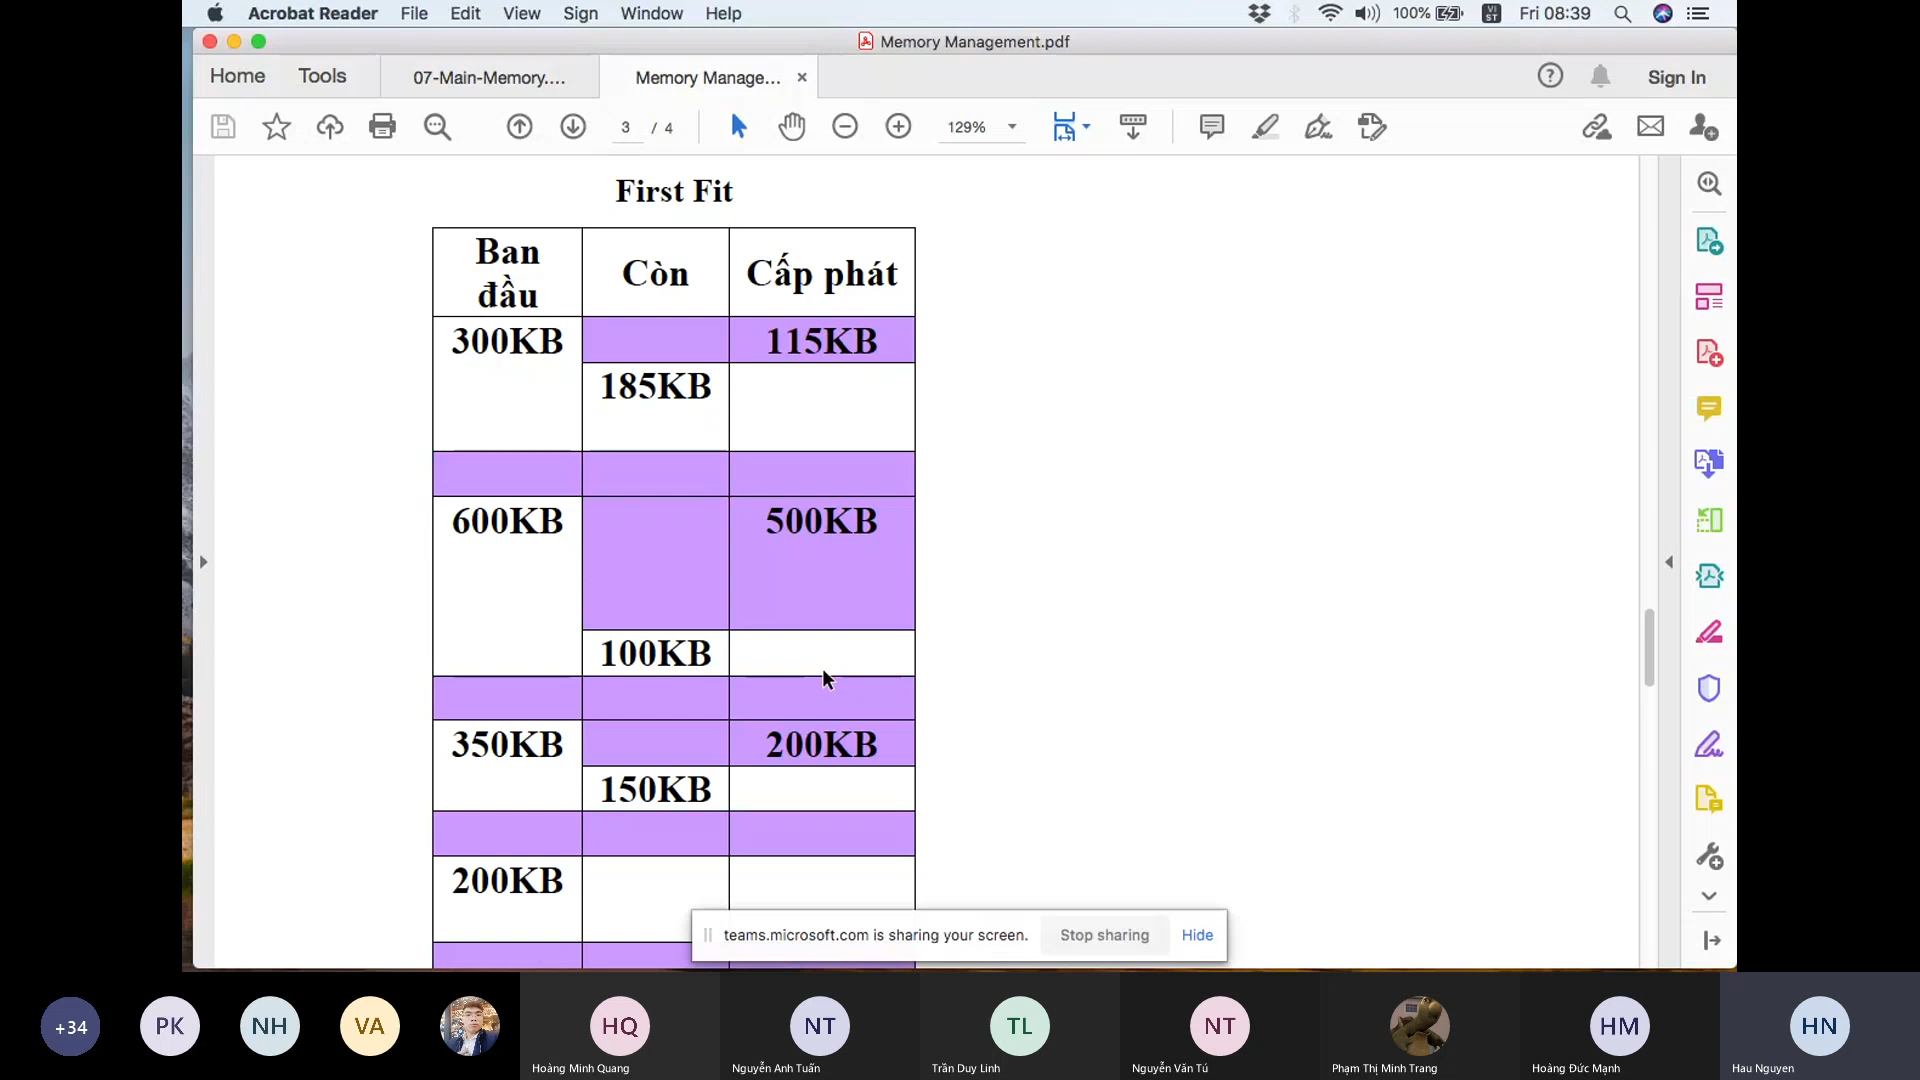 Acrobat Reader File Edit View Sign Window Help 100% VI ST Fri 08:39
Memory Management.pdf
Home Tools 07-Main-Memory.... Memory Manage... × ? Sign In
3 / 4 129%
First Fit
Ban đầu
Còn
Cấp phát
300KB
115KB
185KB
600KB
500KB
100KB
350KB
200KB
150KB
200KB
teams.microsoft.com is sharing your screen. Stop sharing Hide
+34 PK NH VA HQ NT TL NT HM HN
Hoàng Minh Quang Nguyễn Anh Tuấn Trần Duy Linh Nguyễn Văn Tú Phạm Thị Minh Trang Hoàng Đức Mạnh Hau Nguyen